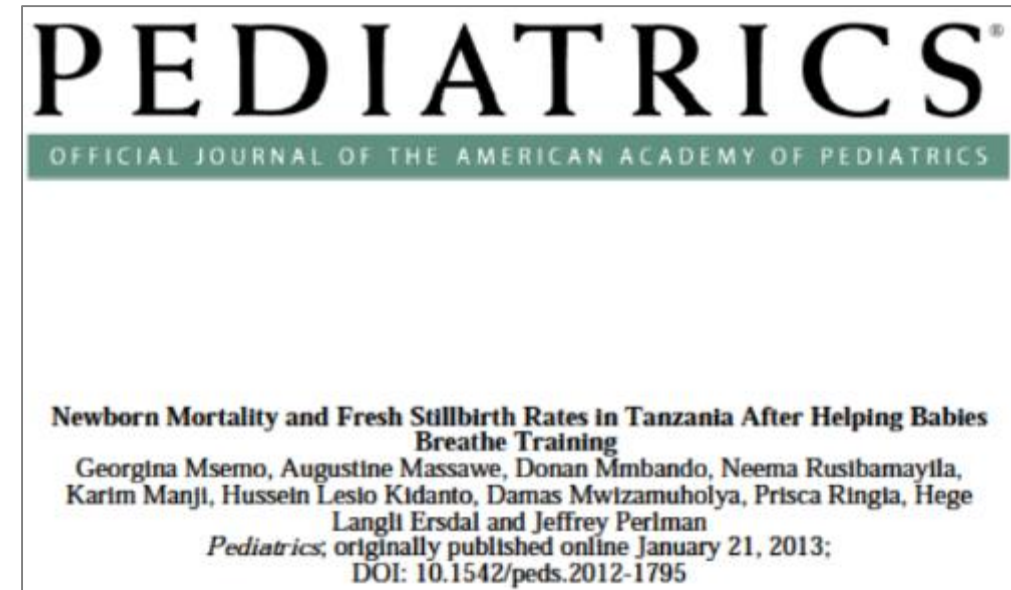 PEDIATRICS®
OFFICIAL JOURNAL OF THE AMERICAN ACADEMY OF PEDIATRICS
Newborn Mortality and Fresh Stillbirth Rates in Tanzania After Helping Babies
Breathe Training
Georgina Msemo, Augustine Massawe, Donan Mmbando, Neema Rusibamayila,
Karim Manji, Hussein Lesio Kidanto, Damas Mwizamuholya, Prisca Ringia, Hege
Langli Ersdal and Jeffrey Perlman
Pediatrics; originally published online January 21, 2013;
DOI: 10.1542/peds.2012-1795